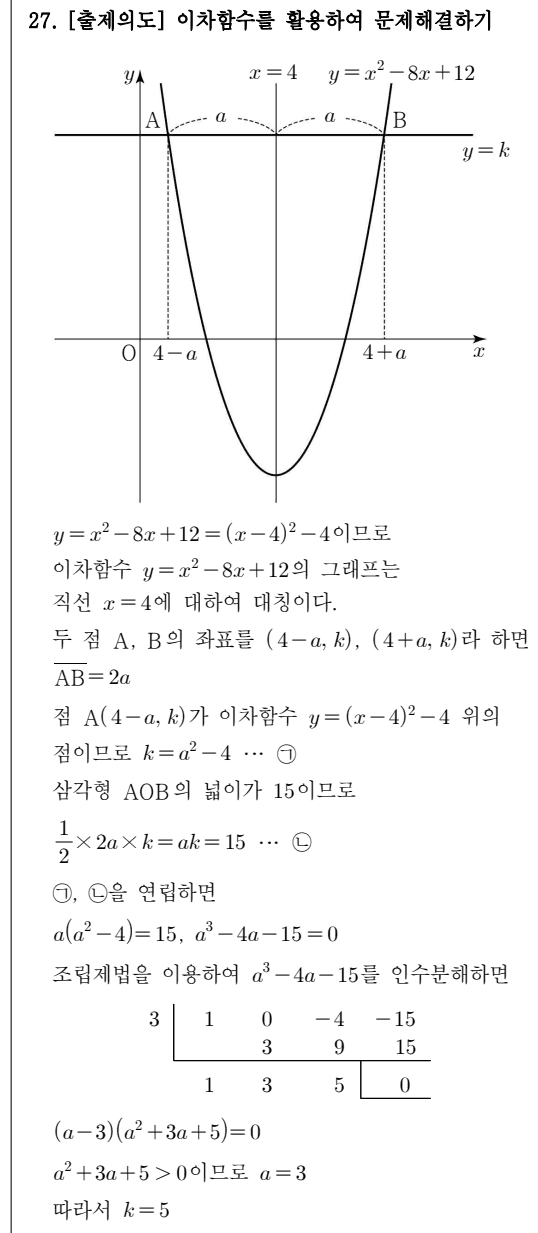 27. [출제의도] 이차함수를 활용하여 문제해결하기
y x=4 y=x²-8x+12
A a a B
y=k
O 4-a 4+a x
y=x²-8x+12=(x-4)²-4이므로
이차함수 y=x²-8x+12의 그래프는
직선 x=4에 대하여 대칭이다.
두 점 A, B의 좌표를 (4-a, k), (4+a, k)라 하면
A̅B̅=2a
점 A(4-a, k)가 이차함수 y=(x-4)²-4 위의
점이므로 k=a²-4 ⋯ ㉠
삼각형 AOB의 넓이가 15이므로
1/2×2a×k=ak=15 ⋯ ㉡
㉠, ㉡을 연립하면
a(a²-4)=15, a³-4a-15=0
조립제법을 이용하여 a³-4a-15를 인수분해하면
3 1 0 -4 -15
3 9 15
1 3 5 0
(a-3)(a²+3a+5)=0
a²+3a+5>0이므로 a=3
따라서 k=5